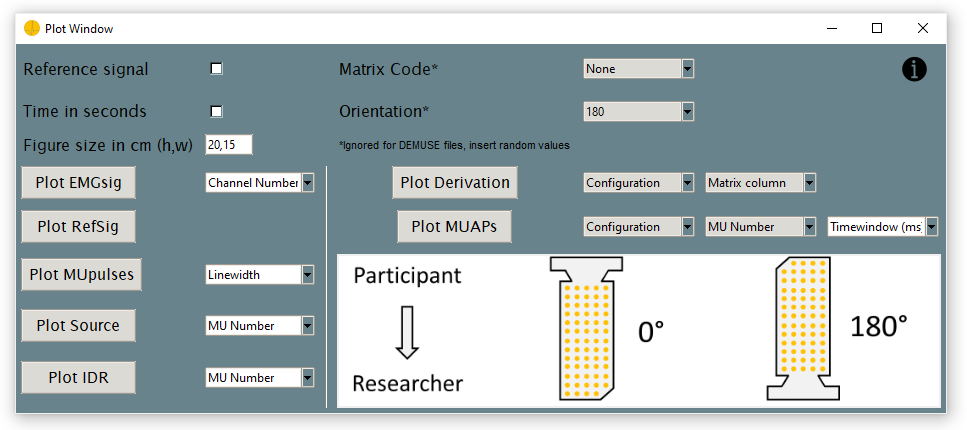 Plot Window
Reference signal
Matrix Code*
None
Time in seconds
Orientation*
180
Figure size in cm (h,w)
20,15
*Ignored for DEMUSE files, insert random values
Plot EMGsig
Channel Number
Plot Derivation
Configuration
Matrix column
Plot RefSig
Plot MUAPs
Configuration
MU Number
Timewindow (ms
Plot MUpulses
Linewidth
Plot Source
MU Number
Plot IDR
MU Number
Participant
Researcher
0°
180°
i